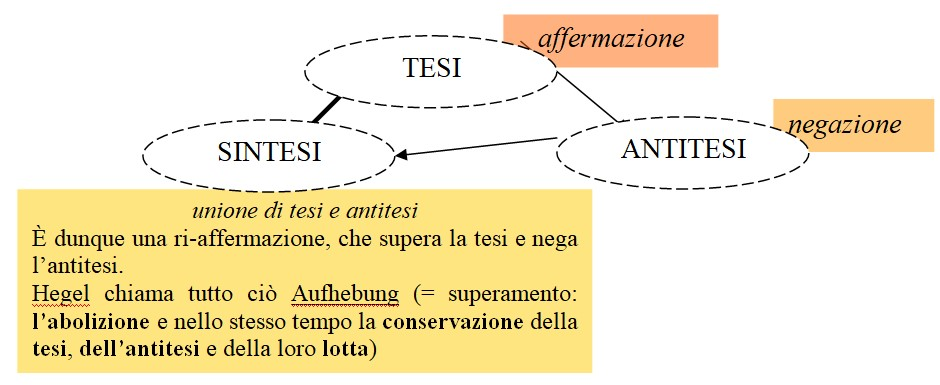 affermazione
TESI
negazione
SINTESI
ANTITESI
unione di tesi e antitesi
È dunque una ri-affermazione, che supera la tesi e nega
l’antitesi.
Hegel chiama tutto ciò Aufhebung (= superamento:
l’abolizione e nello stesso tempo la conservazione della
tesi, dell’antitesi e della loro lotta)